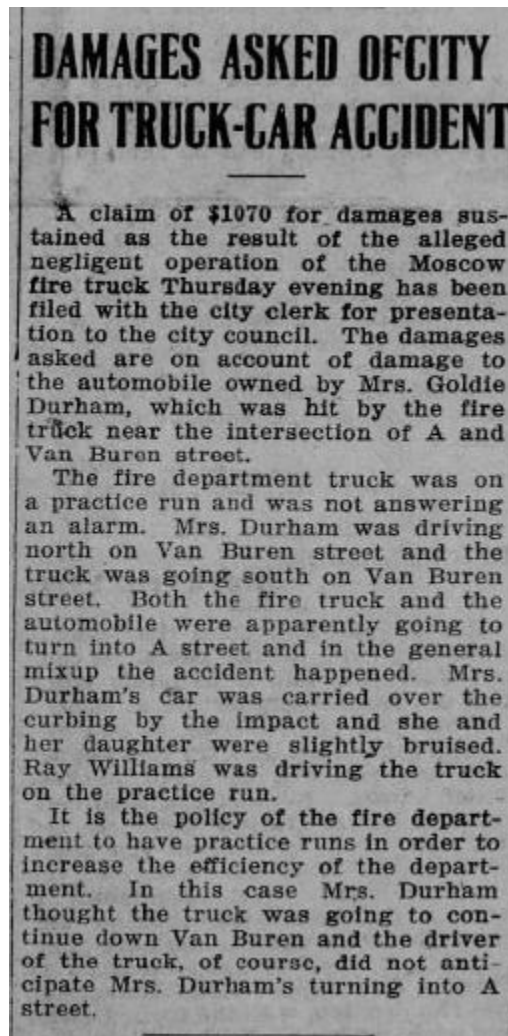 DAMAGES ASKED OFCITY
FOR TRUCK-CAR ACCIDENT
A claim of $1070 for damages sus-
tained as the result of the alleged
negligent operation of the Moscow
fire truck Thursday evening has been
filed with the city clerk for presenta-
tion to the city council. The damages
asked are on account of damage to
the automobile owned by Mrs. Goldie
Durham, which was hit by the fire
truck near the intersection of A and
Van Buren street.
The fire department truck was on
a practice run and was not answering
an alarm. Mrs. Durham was driving
north on Van Buren street and the
truck was going south on Van Buren
street. Both the fire truck and the
automobile were apparently going to
turn into A street and in the general
mixup the accident happened. Mrs.
Durham's car was carried over the
curbing by the impact and she and
her daughter were slightly bruised.
Ray Williams was driving the truck
on the practice run.
It is the policy of the fire depart-
ment to have practice runs in order to
increase the efficiency of the depart-
ment. In this case Mrs. Durham
thought the truck was going to con-
tinue down Van Buren and the driver
of the truck, of course, did not anti-
cipate Mrs. Durham's turning into A
street.